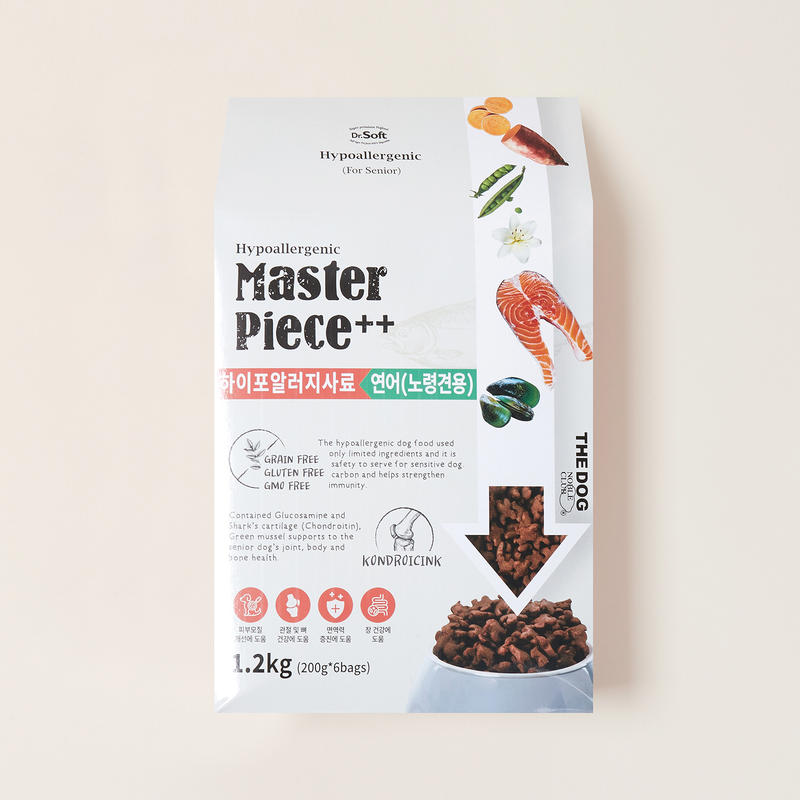 Dr.Soft
Hypoallergenic
(For Senior)
Hypoallergenic
Master
Piece++
하이포알러지사료 연어(노령견용)
GRAIN FREE
GLUTEN FREE
GMO FREE
The hypoallergenic dog food used
only limited ingredients and it is
safety to serve for sensitive dog.
carbon and helps strengthen
immunity.
Contained Glucosamine and
Shark's cartilage (Chondroitin),
Green mussel supports to the
senior dog's joint, body and
bone health.
KONDROICINK
THE DOG
NOBLE
CLUB
피부모질
개선에 도움
관절 및 뼈
건강에 도움
면역력
증진에 도움
장 건강에
도움
1.2kg (200g*6bags)